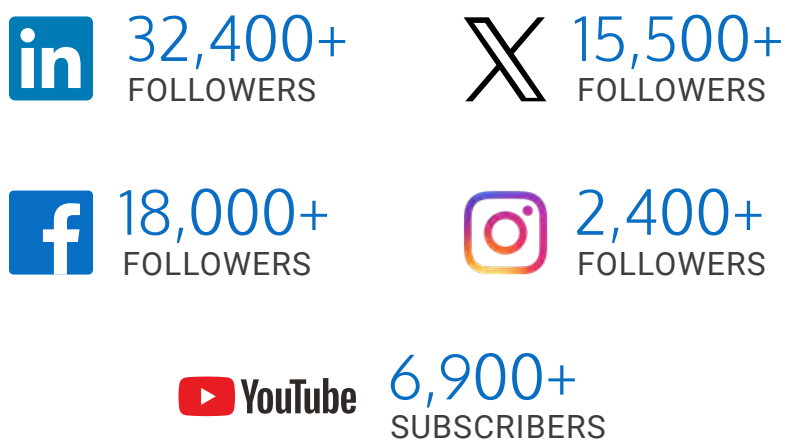 in 32,400+
FOLLOWERS
X 15,500+
FOLLOWERS
f 18,000+
FOLLOWERS
2,400+
FOLLOWERS
YouTube 6,900+
SUBSCRIBERS